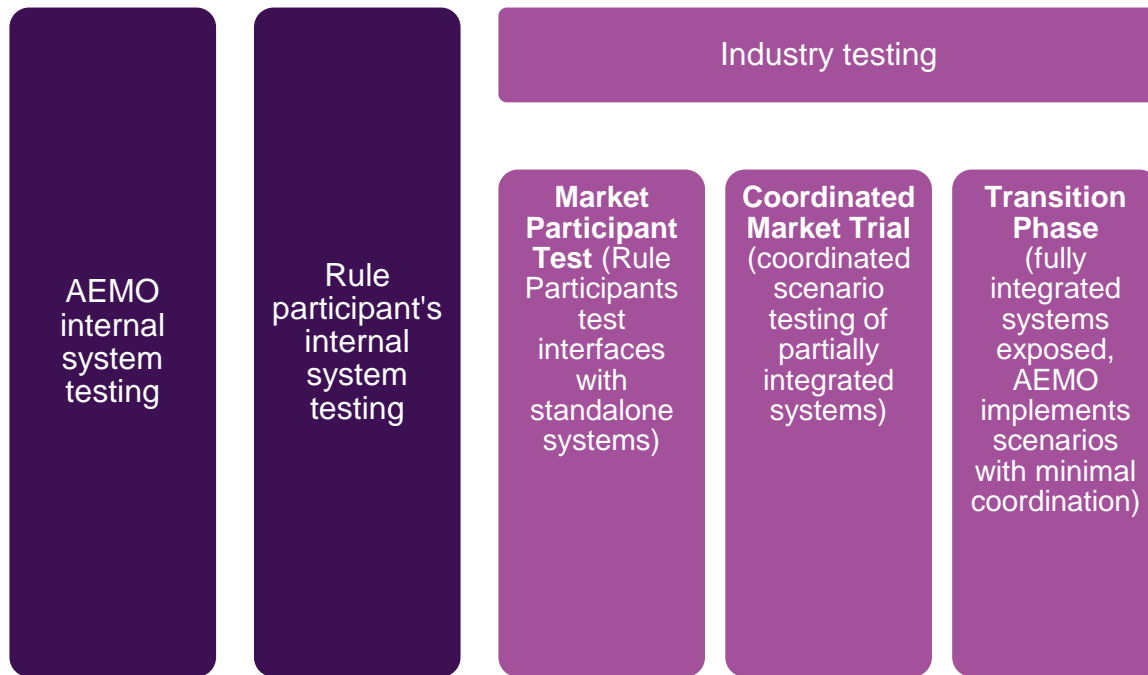 AEMO
internal
system
testing
Rule
participant's
internal
system
testing
Industry testing
Market
Participant
Test (Rule
Participants
test
interfaces
with
standalone
systems)
Coordinated
Market Trial
(coordinated
scenario
testing of
partially
integrated
systems)
Transition
Phase
(fully
integrated
systems
exposed,
AEMO
implements
scenarios
with minimal
coordination)